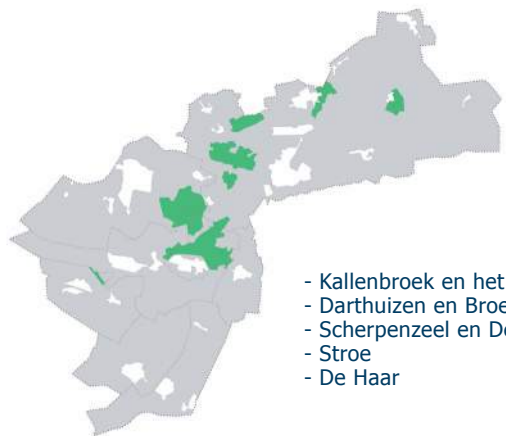 - Kallenbroek en het
- Darthuizen en Broe
- Scherpenzeel en De
- Stroe
- De Haar